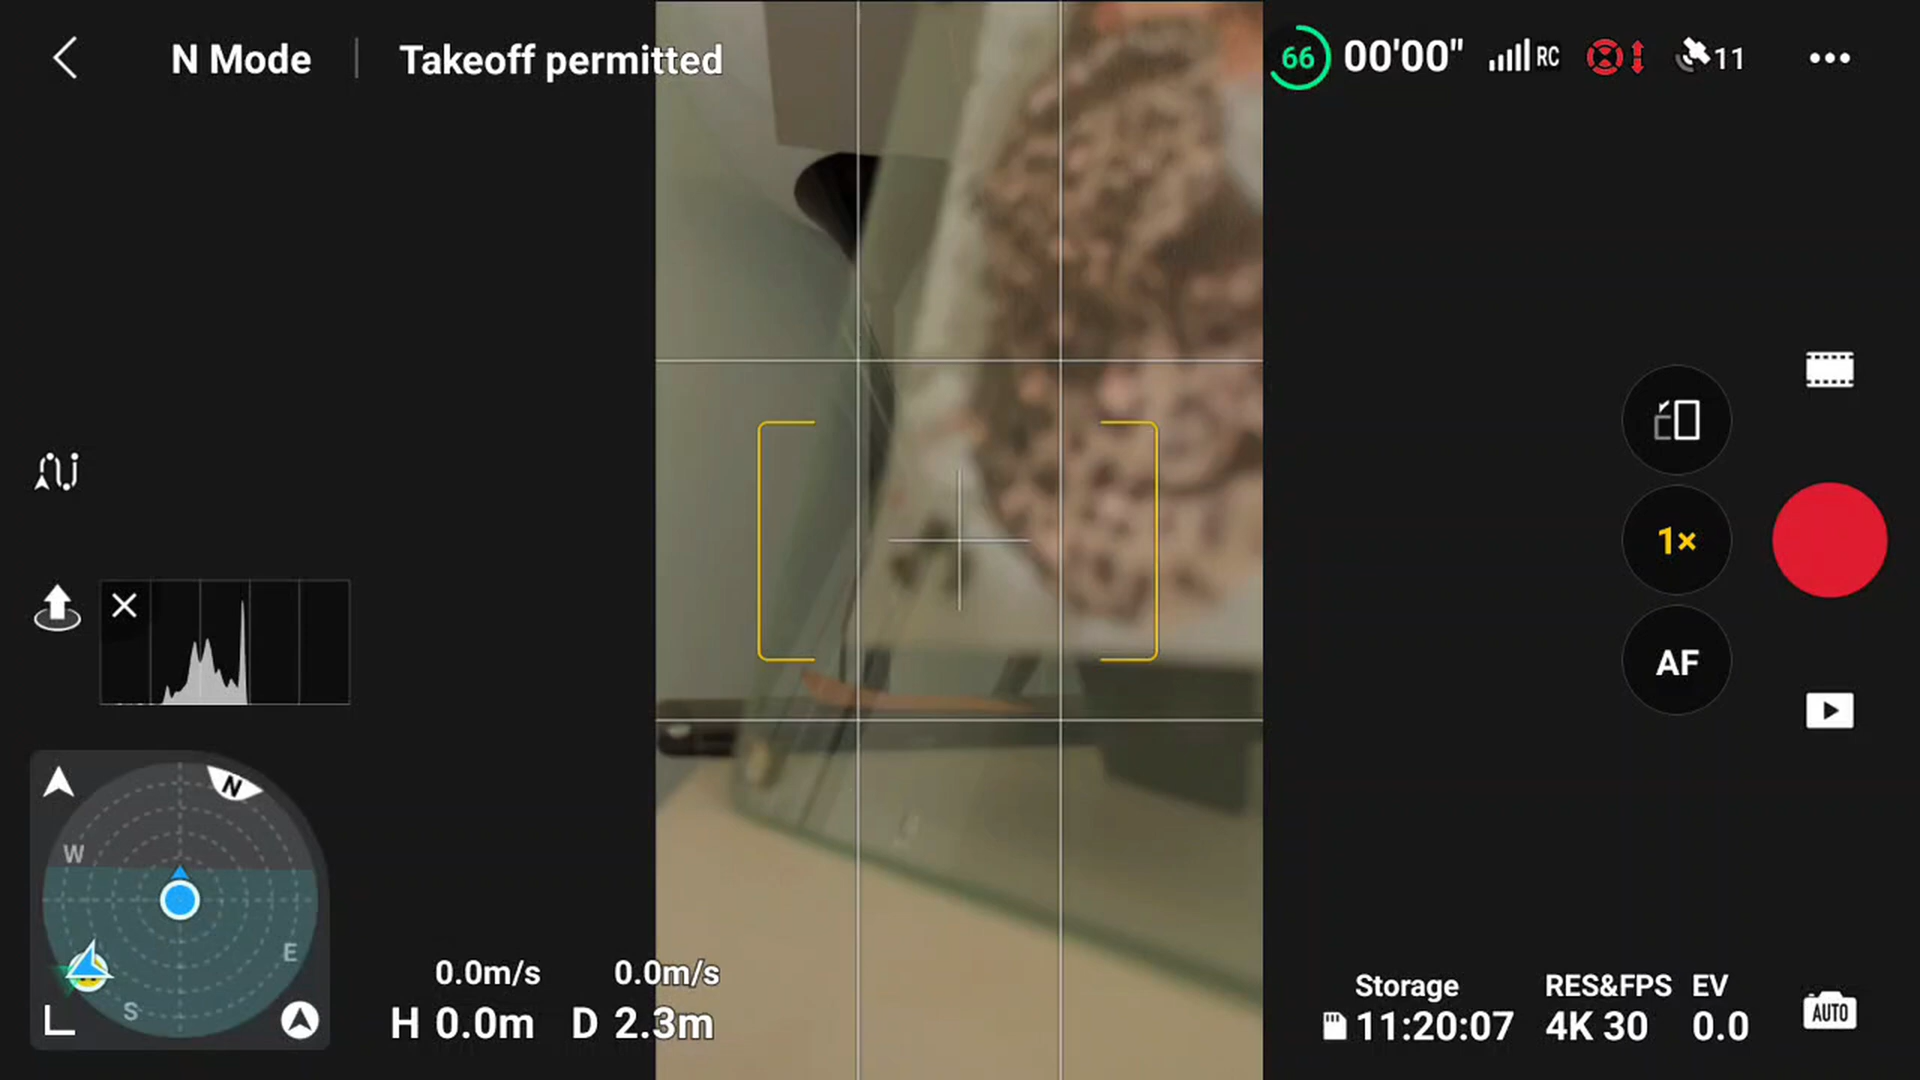 N Mode | Takeoff permitted
66 00'00" RC 11
1×
AF
N
W
E
S
0.0m/s 0.0m/s
H 0.0m D 2.3m
Storage RES&FPS EV
11:20:07 4K 30 0.0
AUTO